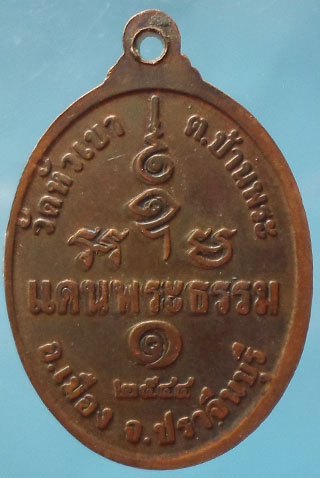 วัดหัวเขา ต.บ้านพระ
แดนพระธรรม
๑
๒๕๔๔
อ.เมือง จ.ปราจีนบุรี